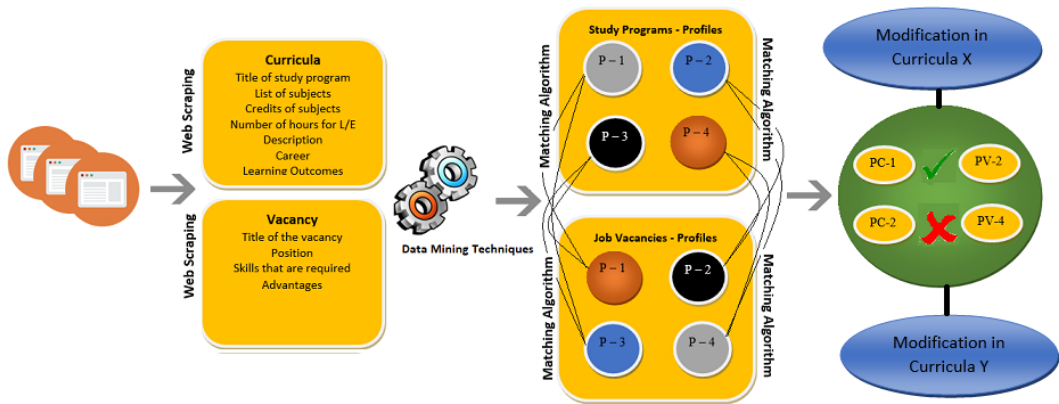 Web Scraping
Curricula
Title of study program
List of subjects
Credits of subjects
Number of hours for L/E
Description
Career
Learning Outcomes
Web Scraping
Vacancy
Title of the vacancy
Position
Skills that are required
Advantages
Data Mining Techniques
Matching Algorithm
Study Programs - Profiles
P – 1
P – 2
P – 3
P – 4
Matching Algorithm
Matching Algorithm
Job Vacancies - Profiles
P – 1
P – 2
P – 3
P – 4
Matching Algorithm
Modification in
Curricula X
PC-1
PV-2
PC-2
PV-4
Modification in
Curricula Y